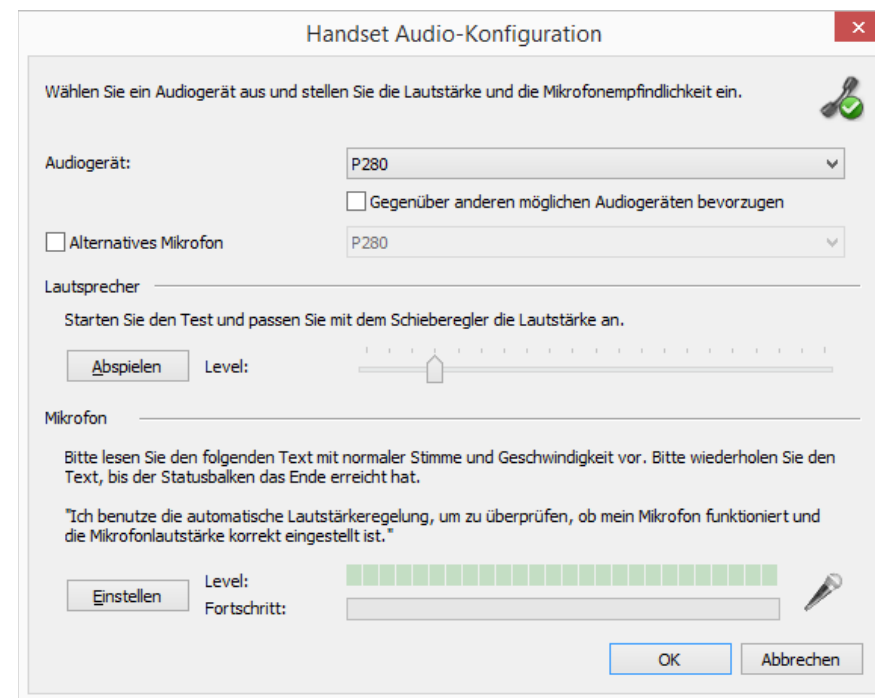 Handset Audio-Konfiguration
Wählen Sie ein Audiogerät aus und stellen Sie die Lautstärke und die Mikrofonempfindlichkeit ein.
Audiogerät:
P280
Gegenüber anderen möglichen Audiogeräten bevorzugen
Alternatives Mikrofon
P280
Lautsprecher
Starten Sie den Test und passen Sie mit dem Schieberegler die Lautstärke an.
Abspielen
Level:
Mikrofon
Bitte lesen Sie den folgenden Text mit normaler Stimme und Geschwindigkeit vor. Bitte wiederholen Sie den
Text, bis der Statusbalken das Ende erreicht hat.
"Ich benutze die automatische Lautstärkeregelung, um zu überprüfen, ob mein Mikrofon funktioniert und
die Mikrofonlautstärke korrekt eingestellt ist."
Einstellen
Level:
Fortschritt:
OK
Abbrechen